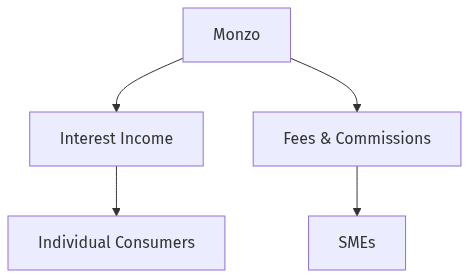 Monzo
Interest Income
Fees & Commissions
Individual Consumers
SMEs